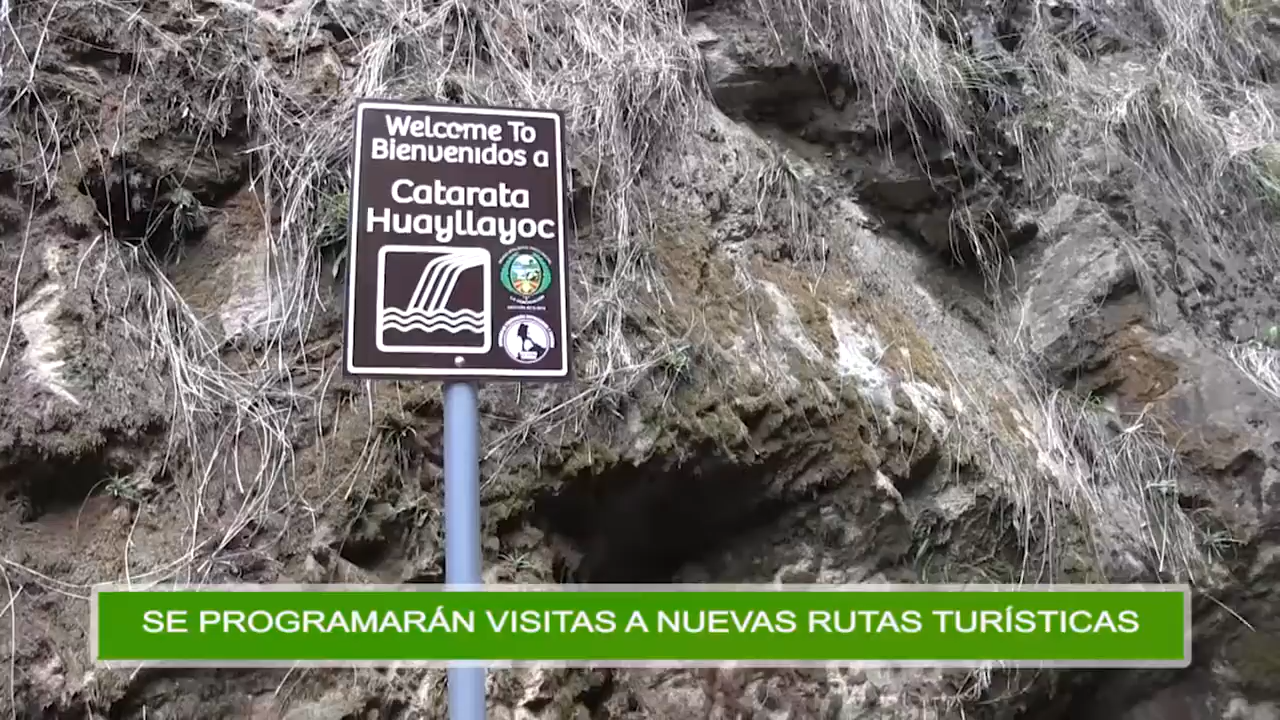 Welcome To
Bienvenidos a
Catarata
Huayllayoc
SE PROGRAMARÁN VISITAS A NUEVAS RUTAS TURÍSTICAS